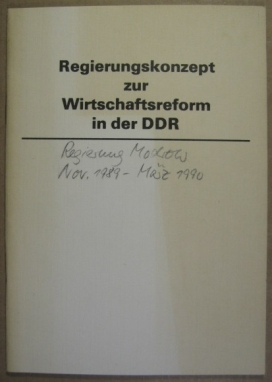 Regierungskonzept
zur
Wirtschaftsreform
in der DDR
Regierung Modrow
Nov. 1989 - März 1990